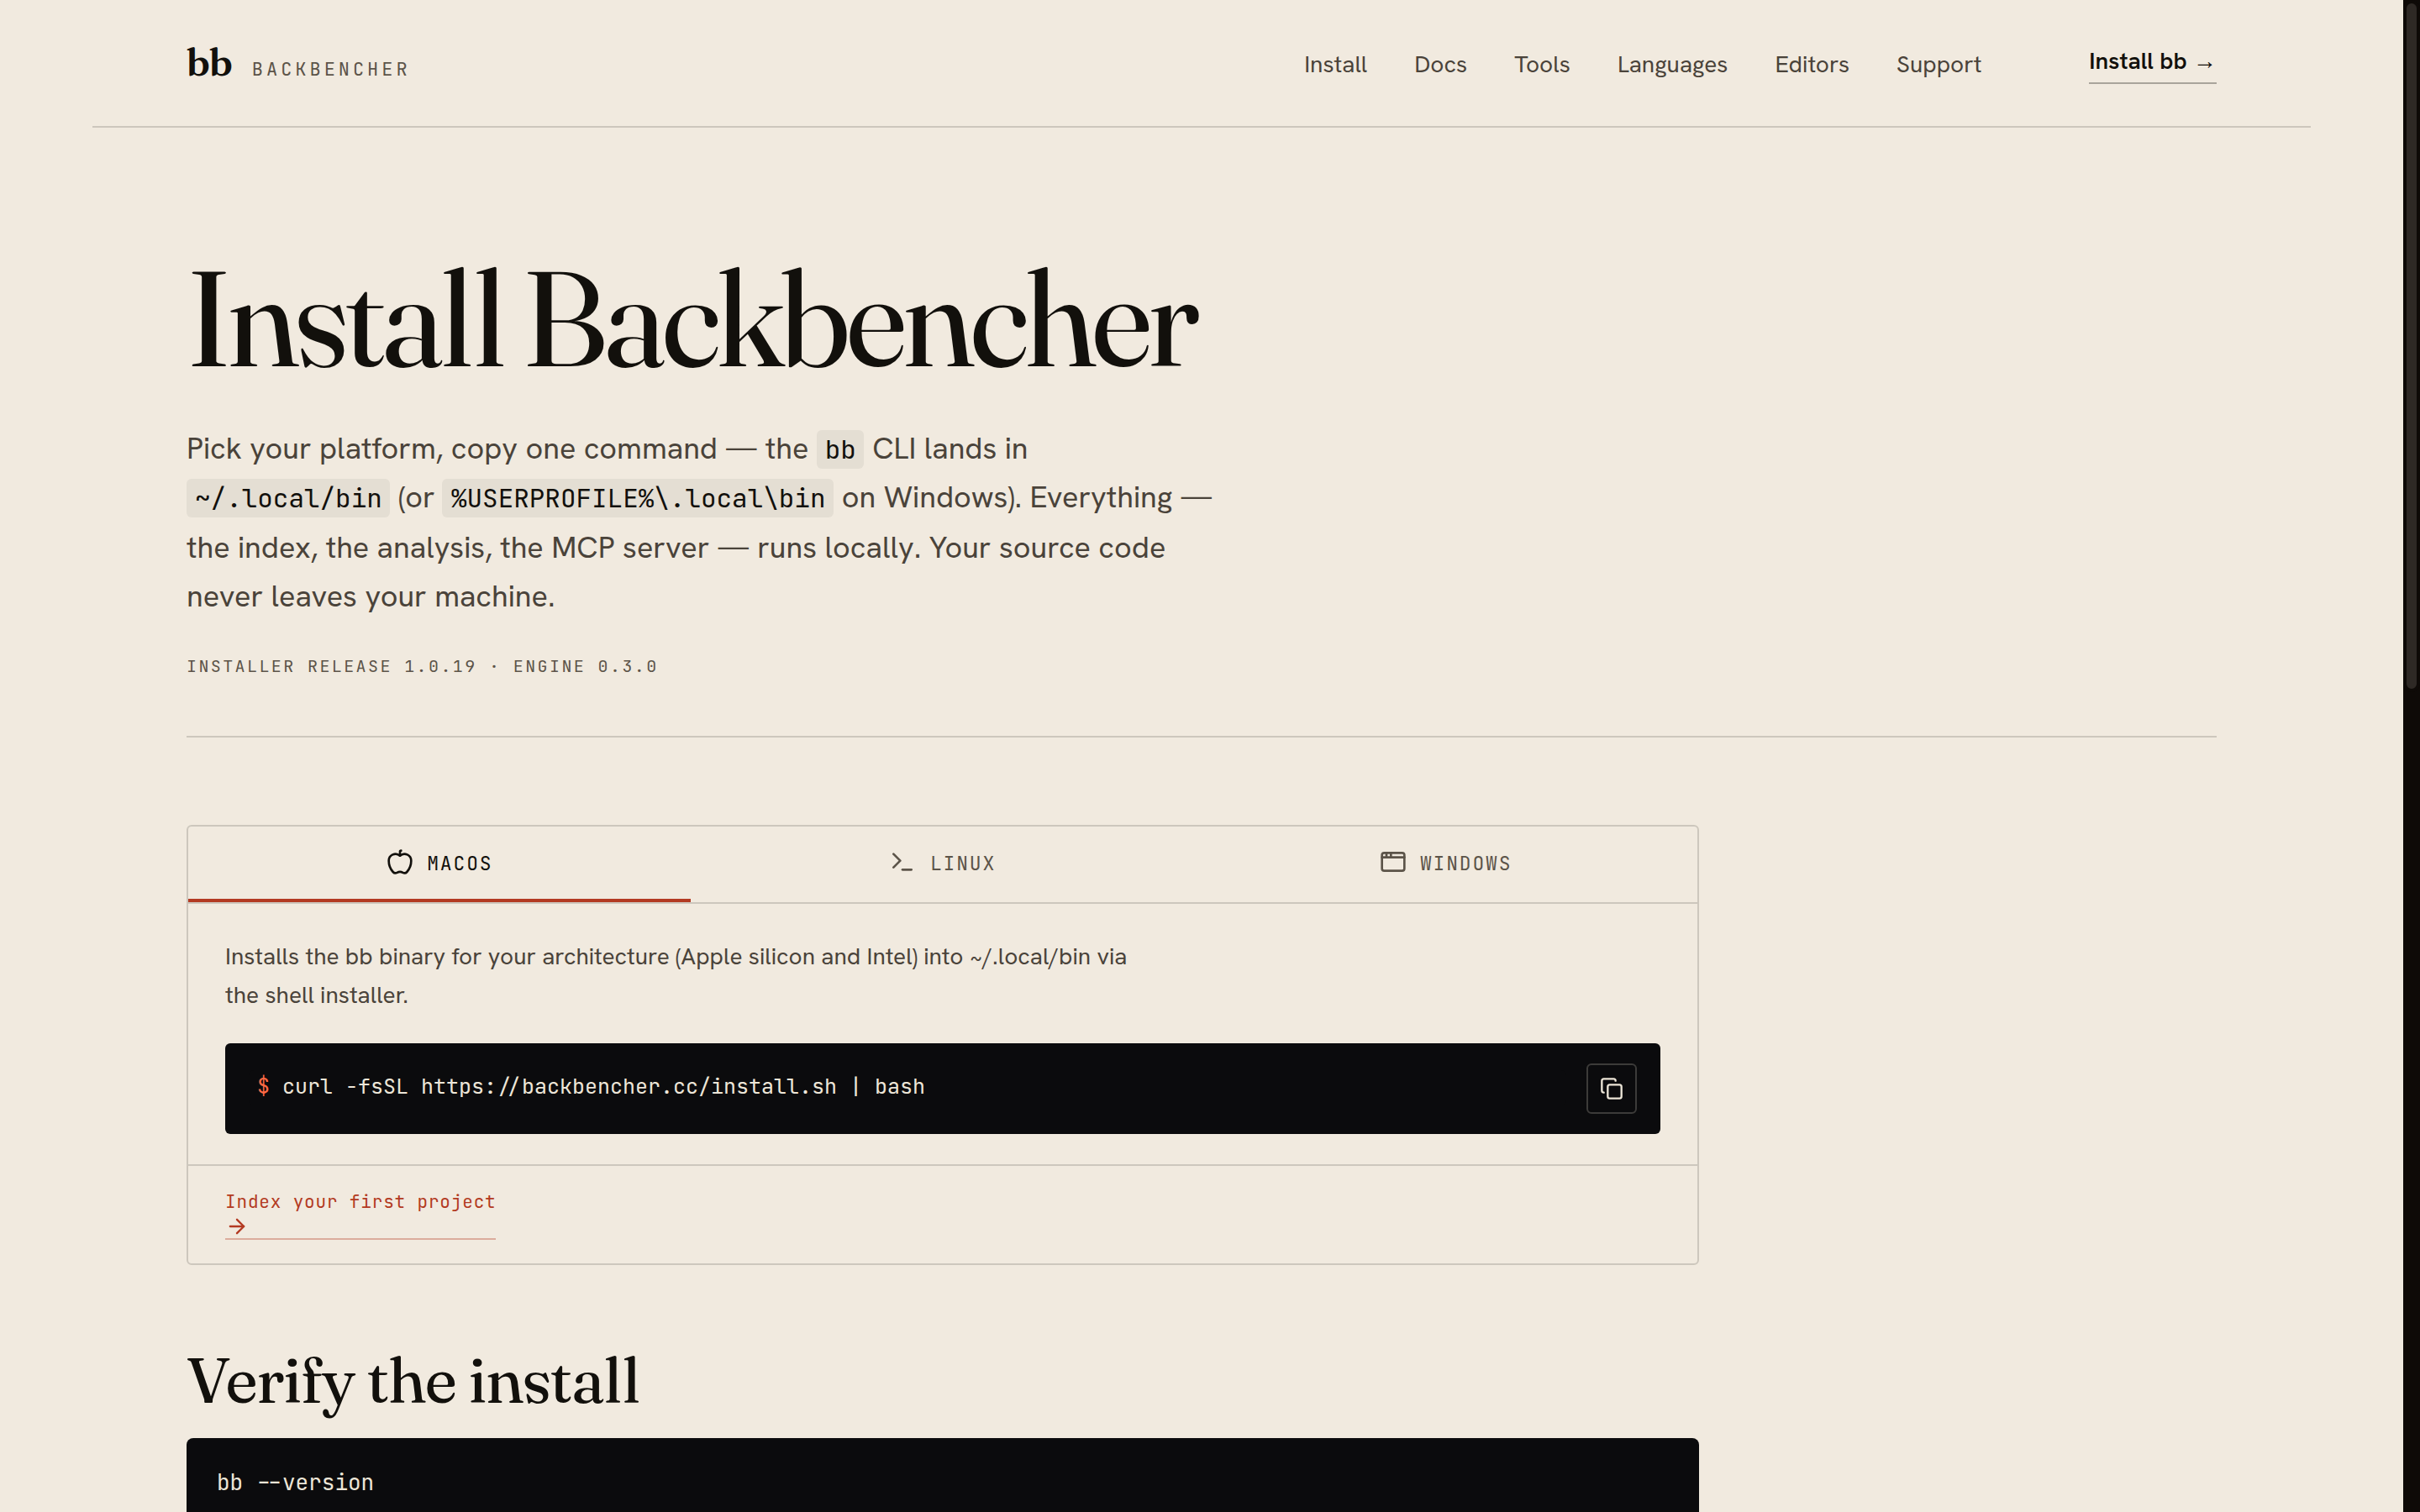 bb BACKBENCHER
Install Docs Tools Languages Editors Support Install bb →
Install Backbencher
Pick your platform, copy one command — the bb CLI lands in
~/.local/bin (or %USERPROFILE%\.local\bin on Windows). Everything —
the index, the analysis, the MCP server — runs locally. Your source code
never leaves your machine.
INSTALLER RELEASE 1.0.19 · ENGINE 0.3.0
MACOS LINUX WINDOWS
Installs the bb binary for your architecture (Apple silicon and Intel) into ~/.local/bin via
the shell installer.
$ curl -fsSL https://backbencher.cc/install.sh | bash
Index your first project
→
Verify the install
bb --version